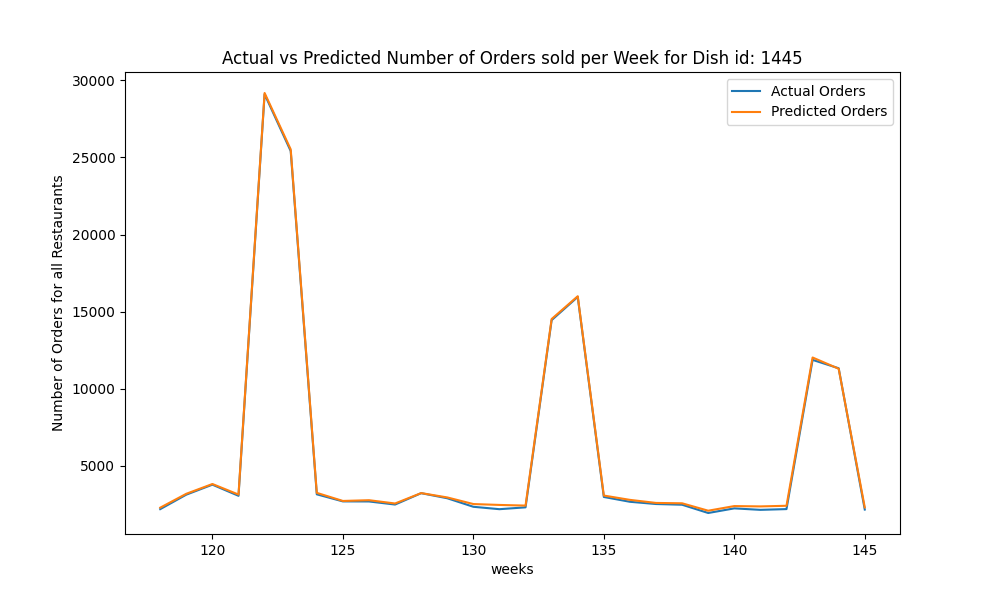 Actual vs Predicted Number of Orders sold per Week for Dish id: 1445
Actual Orders
Predicted Orders
Number of Orders for all Restaurants
30000
25000
20000
15000
10000
5000
120 125 130 135 140 145
weeks